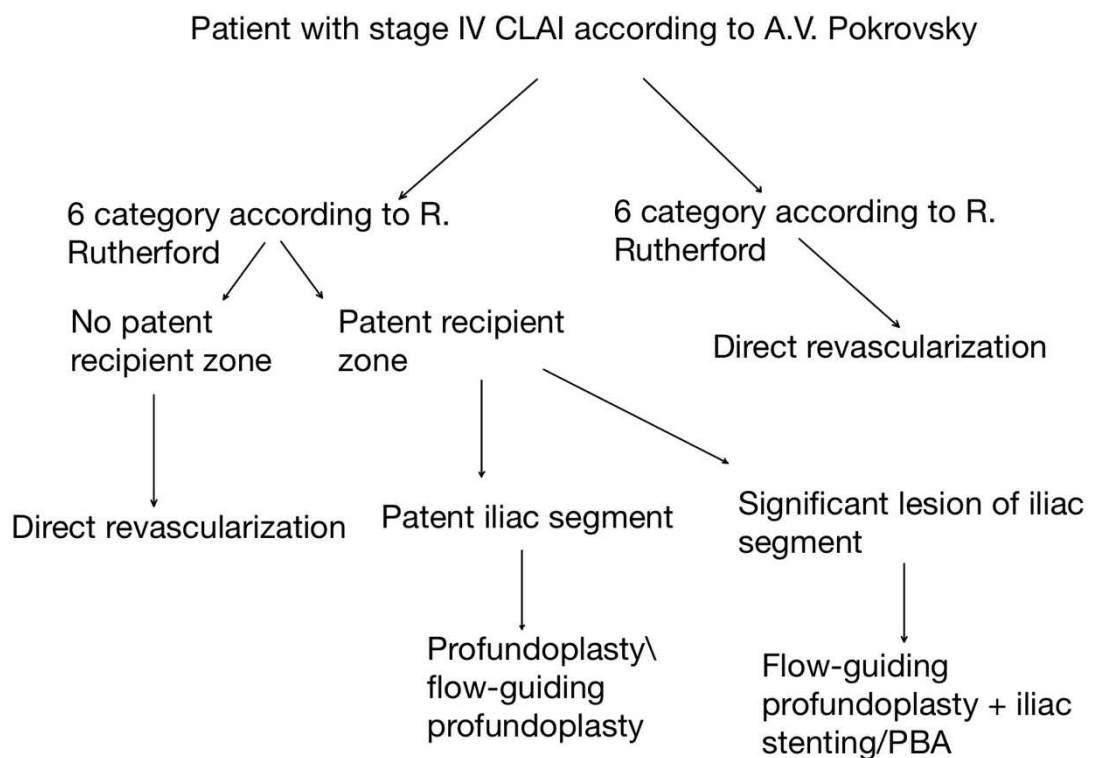 Patient with stage IV CLAI according to A.V. Pokrovsky
6 category according to R.
Rutherford
6 category according to R.
Rutherford
No patent
recipient zone
Patent recipient
zone
Direct revascularization
Direct revascularization
Patent iliac segment
Significant lesion of iliac
segment
Profundoplasty\
flow-guiding
profundoplasty
Flow-guiding
profundoplasty + iliac
stenting/PBA